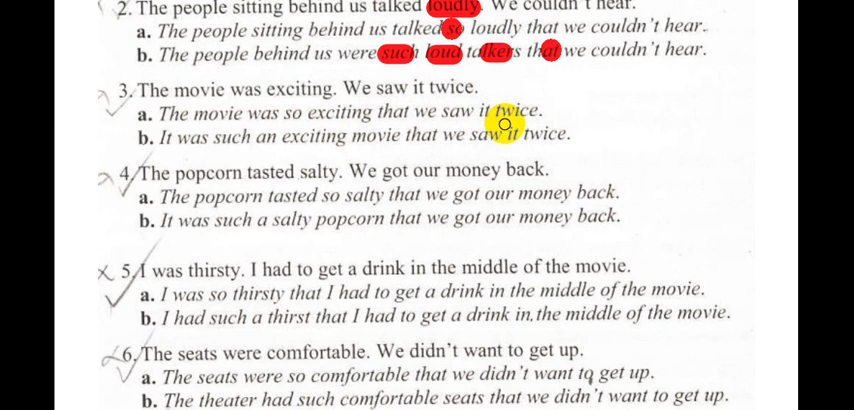 2. The people sitting behind us talked loudly. We couldn't hear.
a. The people sitting behind us talked so loudly that we couldn't hear.
b. The people behind us were such loud talkers that we couldn't hear.
3. The movie was exciting. We saw it twice.
a. The movie was so exciting that we saw it twice.
b. It was such an exciting movie that we saw it twice.
4. The popcorn tasted salty. We got our money back.
a. The popcorn tasted so salty that we got our money back.
b. It was such a salty popcorn that we got our money back.
5. I was thirsty. I had to get a drink in the middle of the movie.
a. I was so thirsty that I had to get a drink in the middle of the movie.
b. I had such a thirst that I had to get a drink in the middle of the movie.
6. The seats were comfortable. We didn't want to get up.
a. The seats were so comfortable that we didn't want to get up.
b. The theater had such comfortable seats that we didn't want to get up.